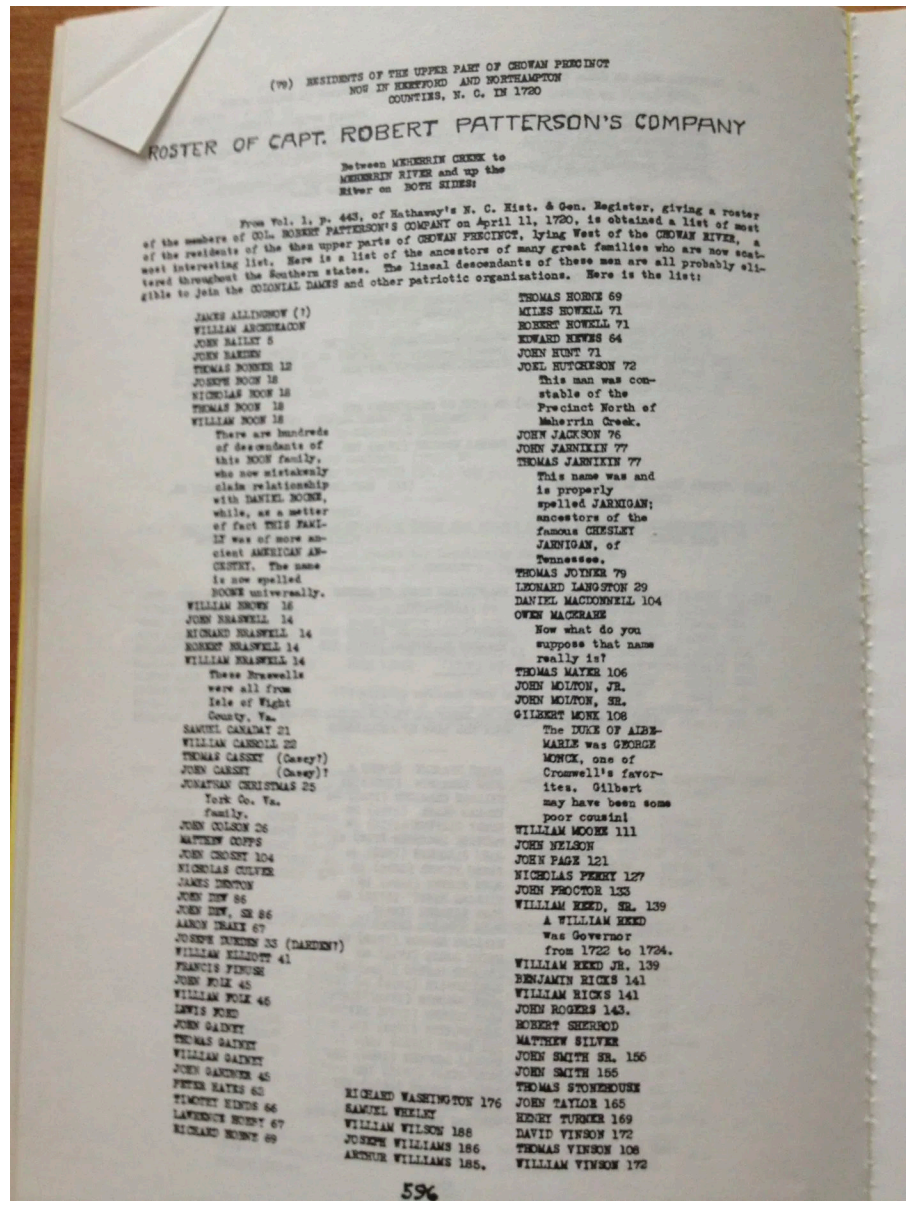 (79) RESIDENTS OF THE UPPER PART OF CHOWAN PRECINCT
NOW IN HERTFORD AND NORTHAMPTON
COUNTIES, N. C. IN 1720
ROSTER OF CAPT. ROBERT PATTERSON'S COMPANY
Between MEHERRIN CREEK to
MEHERRIN RIVER and up the
River on BOTH SIDES:
From Vol. 1, p. 443, of Hathaway's N. C. Hist. & Gen. Register, giving a roster
of the members of COL. ROBERT PATTERSON'S COMPANY on April 11, 1720, is obtained a list of most
of the residents of the then upper parts of CHOWAN PRECINCT, lying West of the CHOWAN RIVER, a
most interesting list. Here is a list of the ancestors of many great families who are now scat-
tered throughout the Southern states. The lineal descendants of these men are all probably eli-
gible to join the COLONIAL DAMES and other patriotic organizations. Here is the list:
JAMES ALLINGNOW (?)
WILLIAM ARCHDEACON
JOHN BAILEY 5
JOHN BARDEN
THOMAS BONNER 12
JOSEPH BOON 18
NICHOLAS BOON 18
THOMAS BOON 18
WILLIAM BOON 18
There are hundreds
of descendants of
this BOON family,
who now mistakenly
claim relationship
with DANIEL BOONE,
while, as a matter
of fact THIS FAMI-
LY was of more an-
cient AMERICAN AN-
CESTRY. The name
is now spelled
BOONE universally.
WILLIAM BROWN 16
JOHN BRASWELL 14
RICHARD BRASWELL 14
ROBERT BRASWELL 14
WILLIAM BRASWELL 14
These Braswells
were all from
Isle of Wight
County, Va.
SAMUEL CANADAY 21
WILLIAM CARROLL 22
THOMAS CASSEY (Casey?)
JOHN CARSEY (Casey)?
JONATHAN CHRISTMAS 25
York Co. Va.
family.
JOHN COLSON 26
MATTHEW COPPS
JOHN CROSBY 104
NICHOLAS CULVER
JAMES DENTON
JOHN DEW 86
JOHN DEW, SR 86
AARON DRAKE 67
JOSEPH DURDEN 33 (DARDEN?)
WILLIAM ELLIOTT 41
FRANCIS FINUSH
JOHN FOLK 45
WILLIAM FOLK 45
LEWIS FORD
JOHN GAINEY
THOMAS GAINEY
WILLIAM GAINEY
JOHN GARDNER 45
PETER HAYES 63
TIMOTHY HINDS 66
LAWRENCE HOBBY 67
RICHARD HORNE 69
RICHARD WASHINGTON 176
SAMUEL WHELEY
WILLIAM WILSON 188
JOSEPH WILLIAMS 186
ARTHUR WILLIAMS 185.
THOMAS HORNE 69
MILES HOWELL 71
ROBERT HOWELL 71
EDWARD HEWES 64
JOHN HUNT 71
JOEL HUTCHESON 72
This man was con-
stable of the
Precinct North of
Maherrin Creek.
JOHN JACKSON 76
JOHN JARNIKIN 77
THOMAS JARNIKIN 77
This name was and
is properly
spelled JARNIGAN;
ancestors of the
famous CHESLEY
JARNIGAN, of
Tennessee.
THOMAS JOYNER 79
LEONARD LANGSTON 29
DANIEL MACDONNELL 104
OWEN MACKRARE
Now what do you
suppose that name
really is?
THOMAS MAYER 106
JOHN MOLTON, JR.
JOHN MOLTON, SR.
GILBERT MONK 108
The DUKE OF ALBE-
MARLE was GEORGE
MONCK, one of
Cromwell's favor-
ites. Gilbert
may have been some
poor cousin!
WILLIAM MOORE 111
JOHN NELSON
JOHN PAGE 121
NICHOLAS PERRY 127
JOHN PROCTOR 133
WILLIAM REED, SR. 139
A WILLIAM REED
was Governor
from 1722 to 1724.
WILLIAM REED JR. 139
BENJAMIN RICKS 141
WILLIAM RICKS 141
JOHN ROGERS 143.
ROBERT SHERROD
MATTHEW SILVER
JOHN SMITH SR. 155
JOHN SMITH 155
THOMAS STONEHOUSE
JOHN TAYLOR 165
HENRY TURNER 169
DAVID VINSON 172
THOMAS VINSON 108
WILLIAM VINSON 172
596